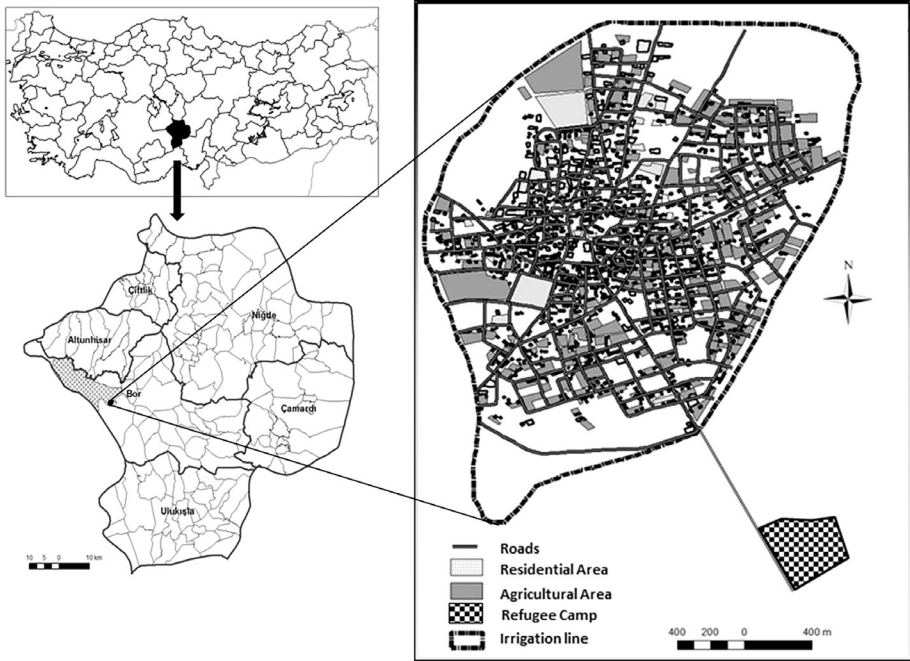 Çiftlik
Niğde
Altunhisar
Bor
Çamardı
Ulukışla
10 5 0 10 km
N
Roads
Residential Area
Agricultural Area
Refugee Camp
Irrigation line
400 200 0 400 m